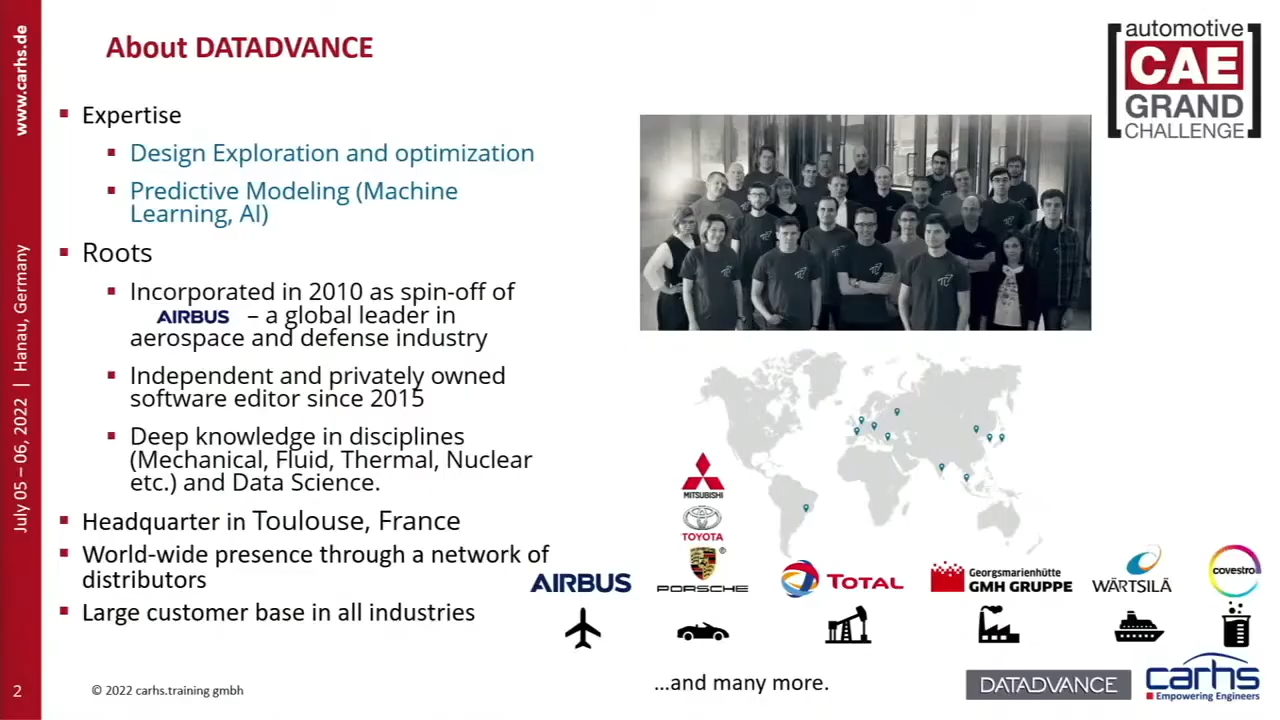 www.carhs.de
July 05 – 06, 2022 | Hanau, Germany
2
About DATADVANCE
automotive
CAE
GRAND
CHALLENGE
Expertise
Design Exploration and optimization
Predictive Modeling (Machine
Learning, AI)
Roots
Incorporated in 2010 as spin-off of
AIRBUS – a global leader in
aerospace and defense industry
Independent and privately owned
software editor since 2015
Deep knowledge in disciplines
(Mechanical, Fluid, Thermal, Nuclear
etc.) and Data Science.
Headquarter in Toulouse, France
World-wide presence through a network of
distributors
Large customer base in all industries
MITSUBISHI
TOYOTA
AIRBUS
PORSCHE
®
TOTAL
Georgsmarienhütte
GMH GRUPPE
WÄRTSILÄ
covestro
...and many more.
© 2022 carhs.training gmbh
DATADVANCE
carhs
Empowering Engineers